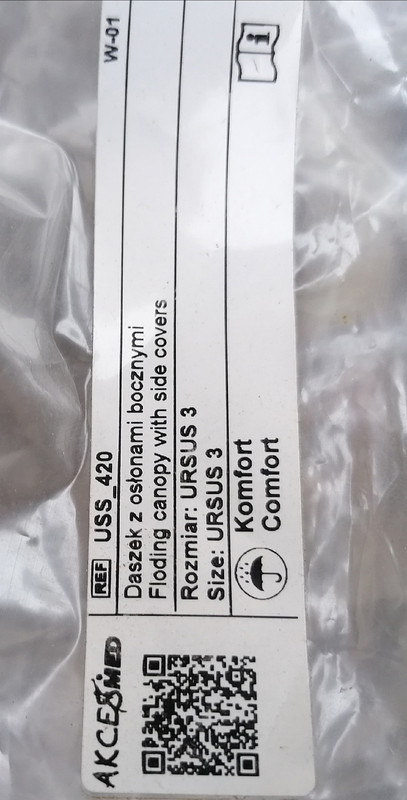 AKCESMED
REF USS_420
W-01
Daszek z osłonami bocznymi
Floding canopy with side covers
Rozmiar: URSUS 3
Size: URSUS 3
Komfort
Comfort